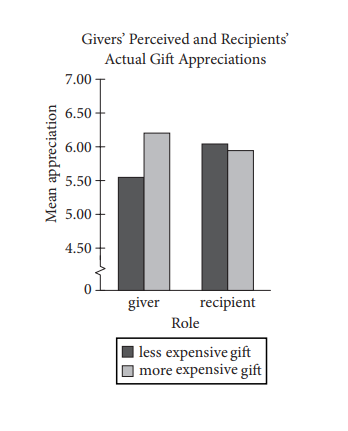 Givers’ Perceived and Recipients’
Actual Gift Appreciations
Mean appreciation
7.00
6.50
6.00
5.50
5.00
4.50
0
giver recipient
Role
less expensive gift
more expensive gift